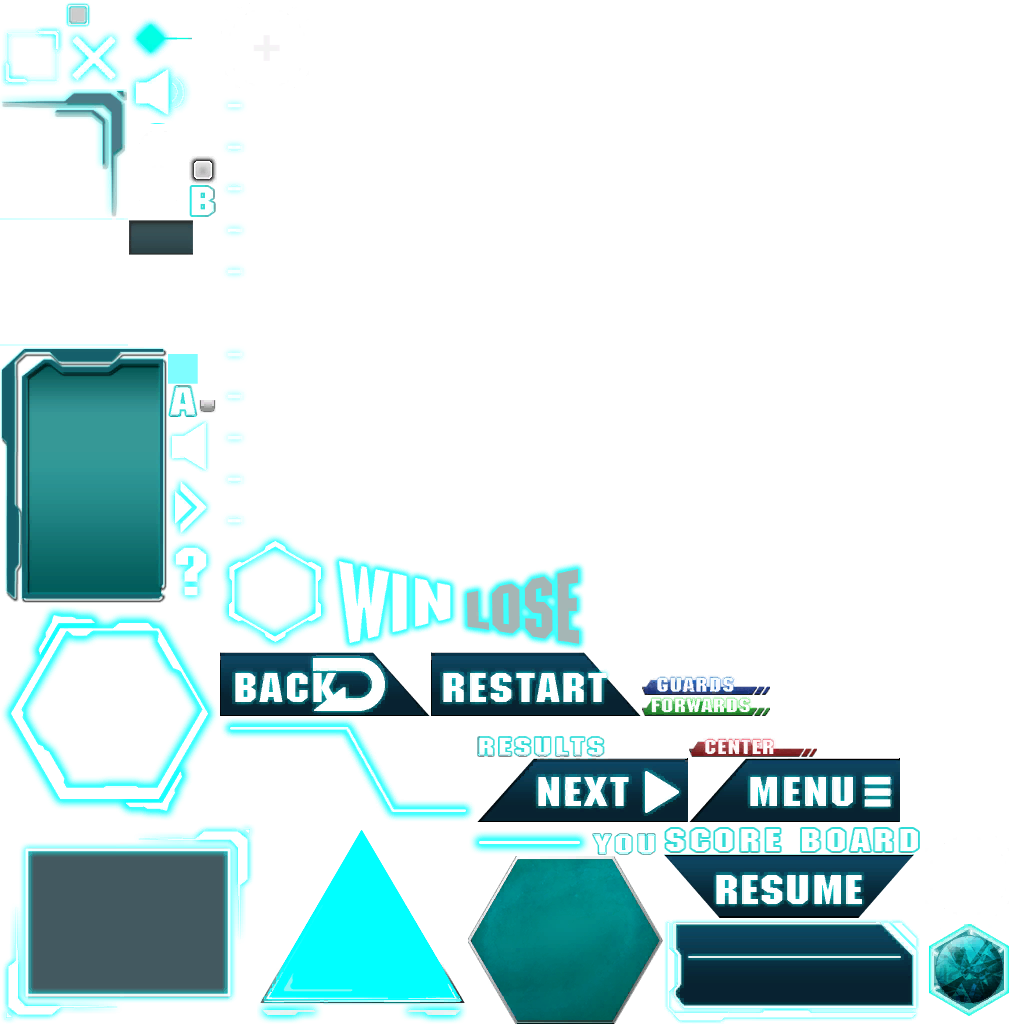 B
A
?
WIN
LOSE
BACK
RESTART
GUARDS
FORWARDS
RESULTS
CENTER
NEXT
MENU
YOU
SCORE BOARD
RESUME